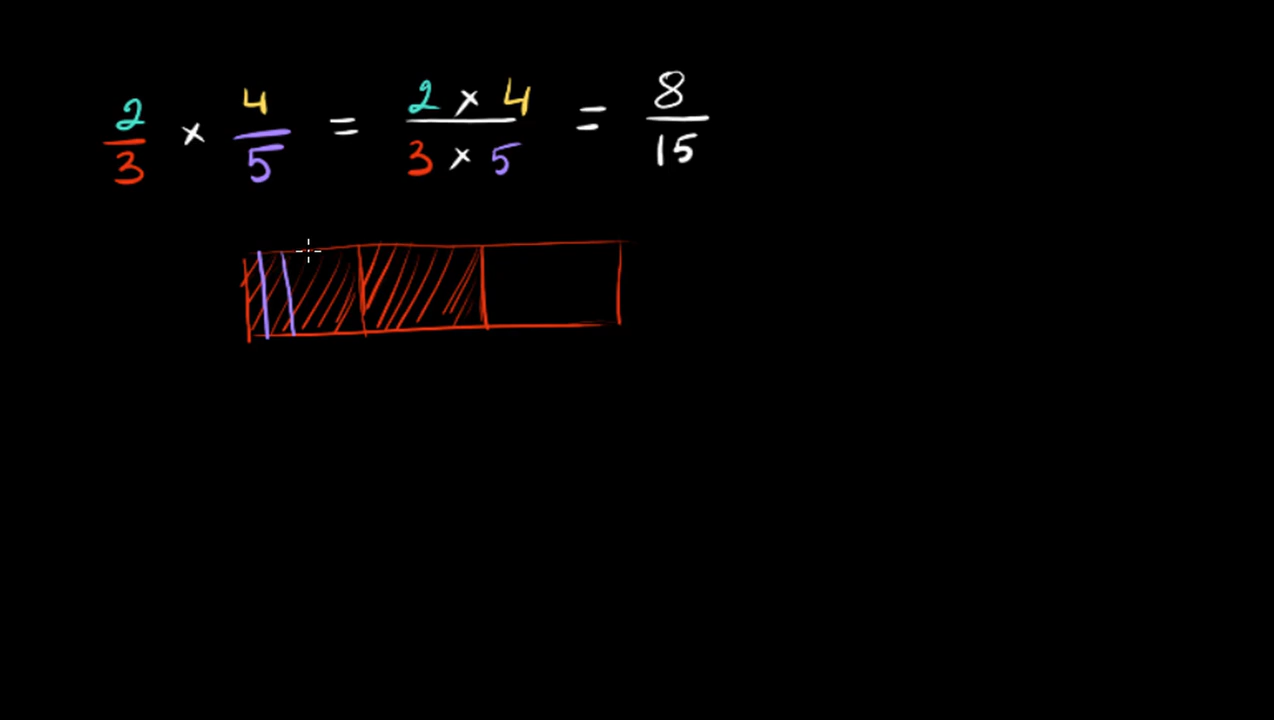 2/3 × 4/5 = 2 × 4 / 3 × 5 = 8/15